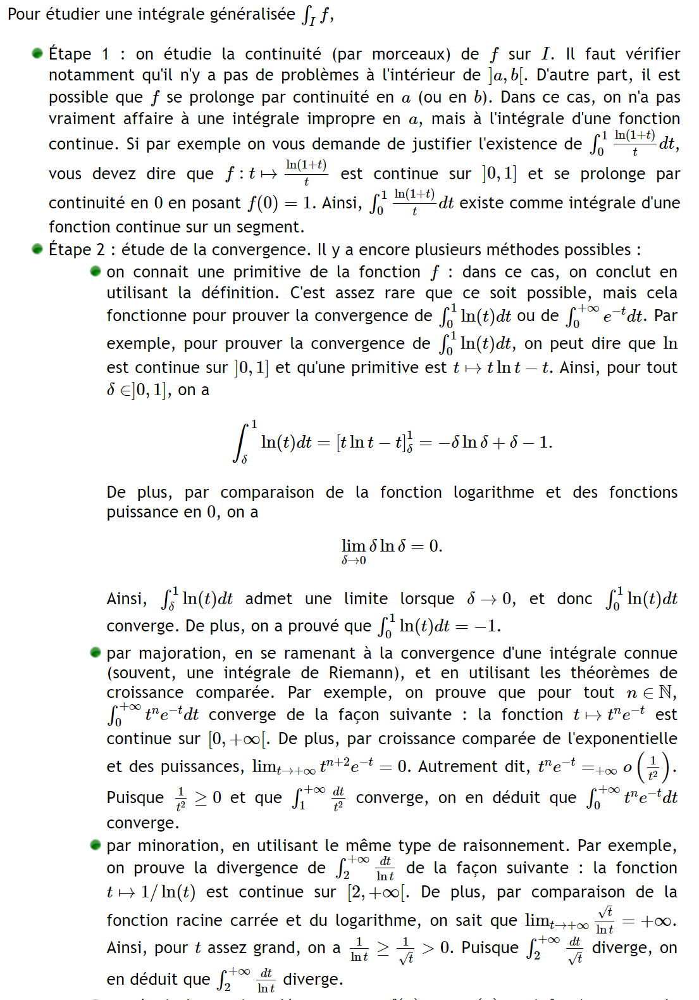 Pour étudier une intégrale généralisée $\int_I f$,
Étape 1 : on étudie la continuité (par morceaux) de $f$ sur $I$. Il faut vérifier
notamment qu'il n'y a pas de problèmes à l'intérieur de $]a, b[$. D'autre part, il est
possible que $f$ se prolonge par continuité en $a$ (ou en $b$). Dans ce cas, on n'a pas
vraiment affaire à une intégrale impropre en $a$, mais à l'intégrale d'une fonction
continue. Si par exemple on vous demande de justifier l'existence de $\int_0^1 \frac{\ln(1+t)}{t} dt$,
vous devez dire que $f : t \mapsto \frac{\ln(1+t)}{t}$ est continue sur $]0, 1]$ et se prolonge par
continuité en $0$ en posant $f(0) = 1$. Ainsi, $\int_0^1 \frac{\ln(1+t)}{t} dt$ existe comme intégrale d'une
fonction continue sur un segment.
Étape 2 : étude de la convergence. Il y a encore plusieurs méthodes possibles :
on connait une primitive de la fonction $f$ : dans ce cas, on conclut en
utilisant la définition. C'est assez rare que ce soit possible, mais cela
fonctionne pour prouver la convergence de $\int_0^1 \ln(t)dt$ ou de $\int_0^{+\infty} e^{-t}dt$. Par
exemple, pour prouver la convergence de $\int_0^1 \ln(t)dt$, on peut dire que $\ln$
est continue sur $]0, 1]$ et qu'une primitive est $t \mapsto t \ln t - t$. Ainsi, pour tout
$\delta \in ]0, 1]$, on a
$\int_\delta^1 \ln(t)dt = [t \ln t - t]_\delta^1 = -\delta \ln \delta + \delta - 1.$
De plus, par comparaison de la fonction logarithme et des fonctions
puissance en $0$, on a
$\lim_{\delta \to 0} \delta \ln \delta = 0.$
Ainsi, $\int_\delta^1 \ln(t)dt$ admet une limite lorsque $\delta \to 0$, et donc $\int_0^1 \ln(t)dt$
converge. De plus, on a prouvé que $\int_0^1 \ln(t)dt = -1$.
par majoration, en se ramenant à la convergence d'une intégrale connue
(souvent, une intégrale de Riemann), et en utilisant les théorèmes de
croissance comparée. Par exemple, on prouve que pour tout $n \in \mathbb{N}$,
$\int_0^{+\infty} t^n e^{-t}dt$ converge de la façon suivante : la fonction $t \mapsto t^n e^{-t}$ est
continue sur $[0, +\infty[$. De plus, par croissance comparée de l'exponentielle
et des puissances, $\lim_{t \to +\infty} t^{n+2} e^{-t} = 0$. Autrement dit, $t^n e^{-t} =_{+\infty} o\left(\frac{1}{t^2}\right)$.
Puisque $\frac{1}{t^2} \geq 0$ et que $\int_1^{+\infty} \frac{dt}{t^2}$ converge, on en déduit que $\int_0^{+\infty} t^n e^{-t}dt$
converge.
par minoration, en utilisant le même type de raisonnement. Par exemple,
on prouve la divergence de $\int_2^{+\infty} \frac{dt}{\ln t}$ de la façon suivante : la fonction
$t \mapsto 1/\ln(t)$ est continue sur $[2, +\infty[$. De plus, par comparaison de la
fonction racine carrée et du logarithme, on sait que $\lim_{t \to +\infty} \frac{\sqrt{t}}{\ln t} = +\infty$.
Ainsi, pour $t$ assez grand, on a $\frac{1}{\ln t} \geq \frac{1}{\sqrt{t}} > 0$. Puisque $\int_2^{+\infty} \frac{dt}{\sqrt{t}}$ diverge, on
en déduit que $\int_2^{+\infty} \frac{dt}{\ln t}$ diverge.